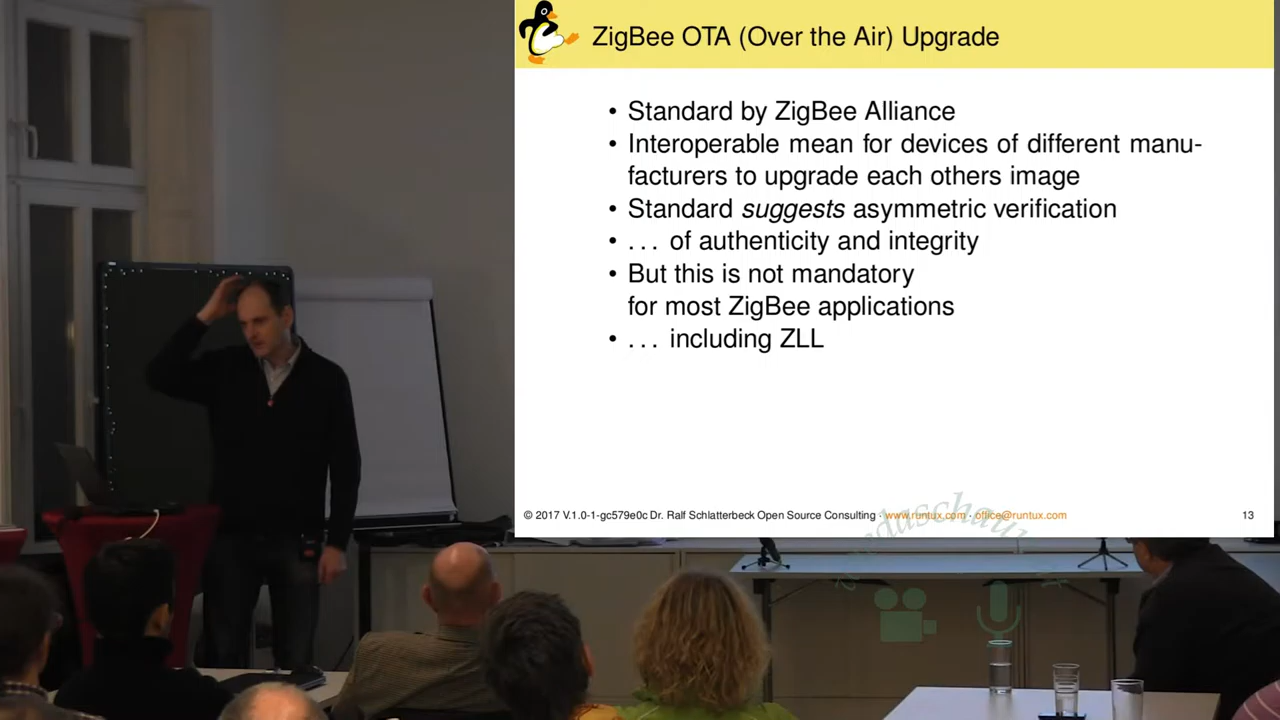 ZigBee OTA (Over the Air) Upgrade
• Standard by ZigBee Alliance
• Interoperable mean for devices of different manu-
facturers to upgrade each others image
• Standard suggests asymmetric verification
• . . . of authenticity and integrity
• But this is not mandatory
for most ZigBee applications
• . . . including ZLL
© 2017 V.1.0-1-gc579e0c Dr. Ralf Schlatterbeck Open Source Consulting · www.runtux.com · office@runtux.com
13